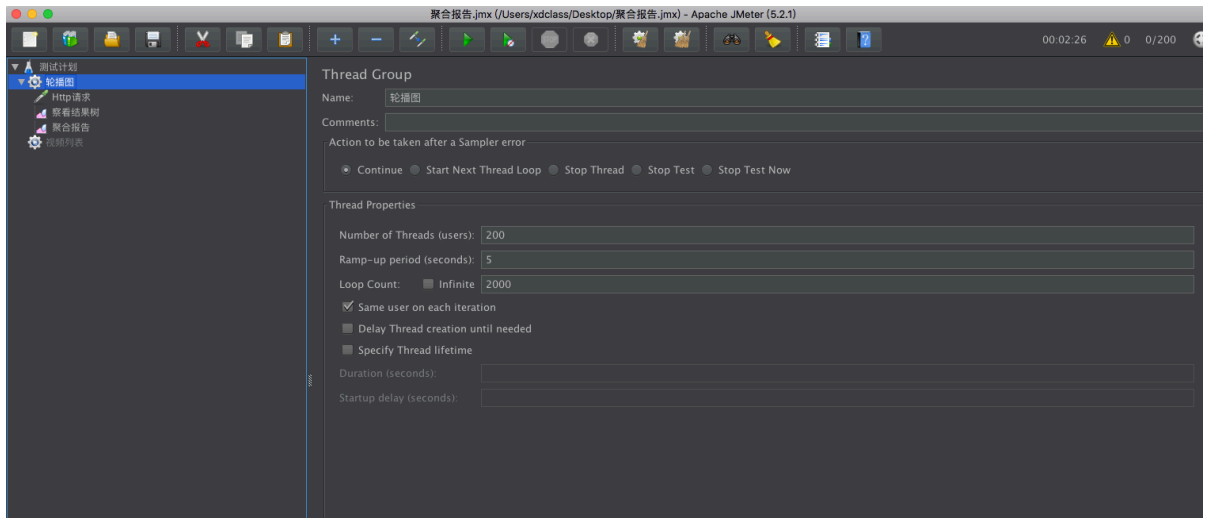 聚合报告.jmx (/Users/xdclass/Desktop/聚合报告.jmx) - Apache JMeter (5.2.1)
00:02:26 0 0/200
测试计划
轮播图
Http请求
察看结果树
聚合报告
视频列表
Thread Group
Name: 轮播图
Comments:
Action to be taken after a Sampler error
Continue Start Next Thread Loop Stop Thread Stop Test Stop Test Now
Thread Properties
Number of Threads (users): 200
Ramp-up period (seconds): 5
Loop Count: Infinite 2000
Same user on each iteration
Delay Thread creation until needed
Specify Thread lifetime
Duration (seconds):
Startup delay (seconds):